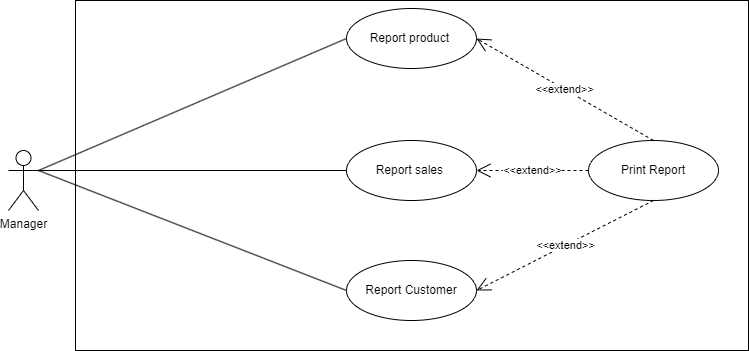 Report product
<<extend>>
Report sales
<<extend>>
Print Report
Manager
<<extend>>
Report Customer